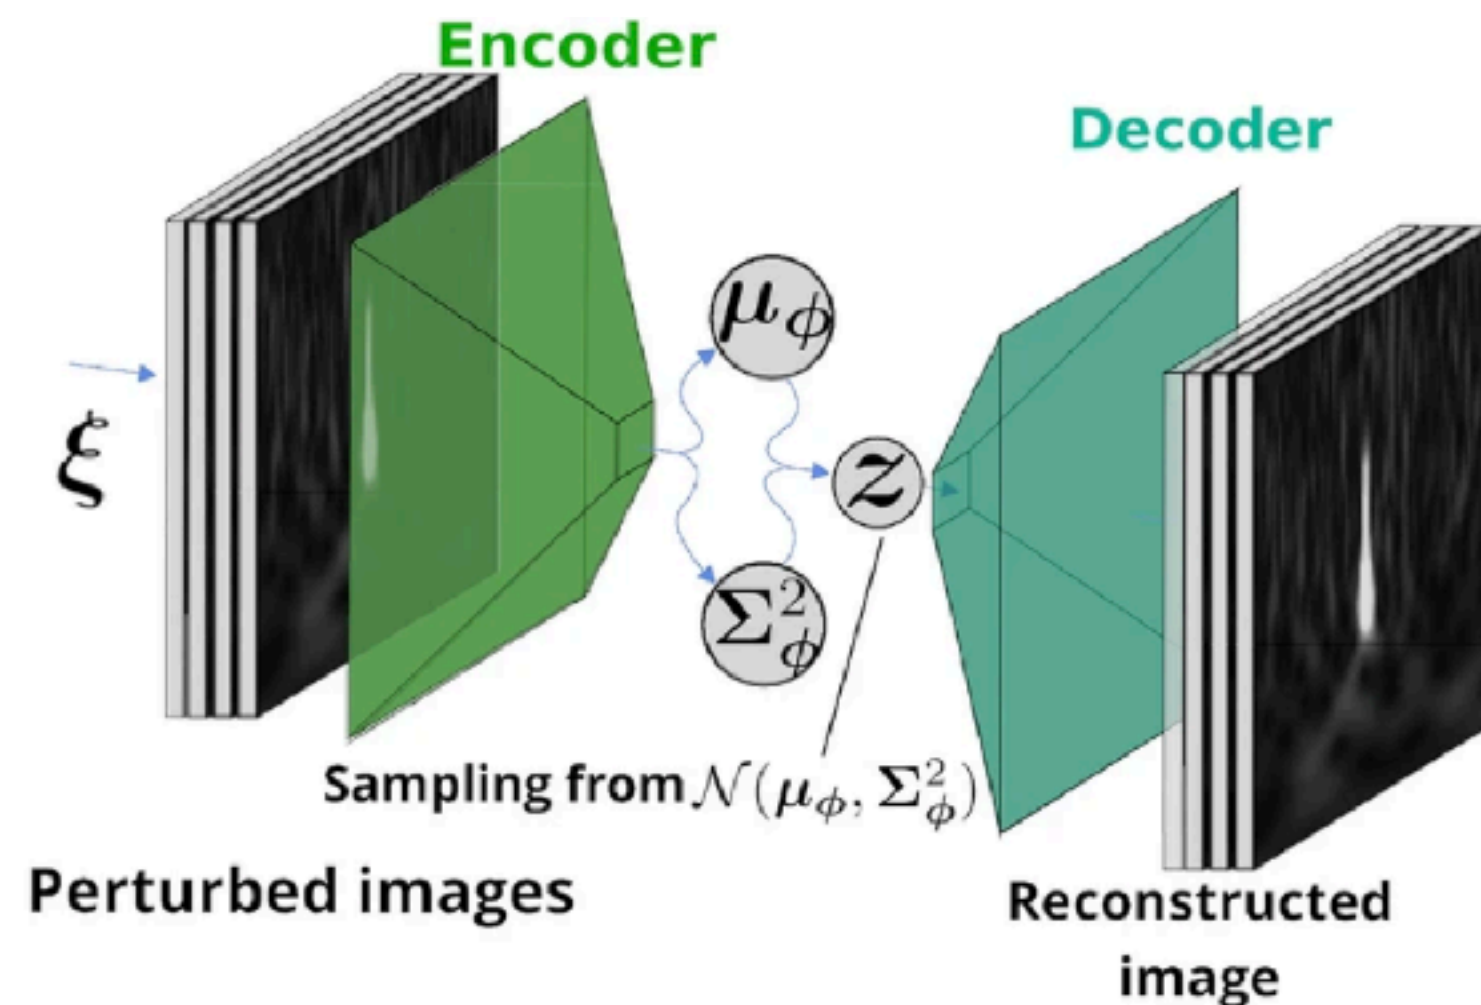 Encoder
Decoder
μ_ϕ
ξ
z
Σ²_ϕ
Sampling from 𝒩(μ_ϕ, Σ²_ϕ)
Perturbed images
Reconstructed
image